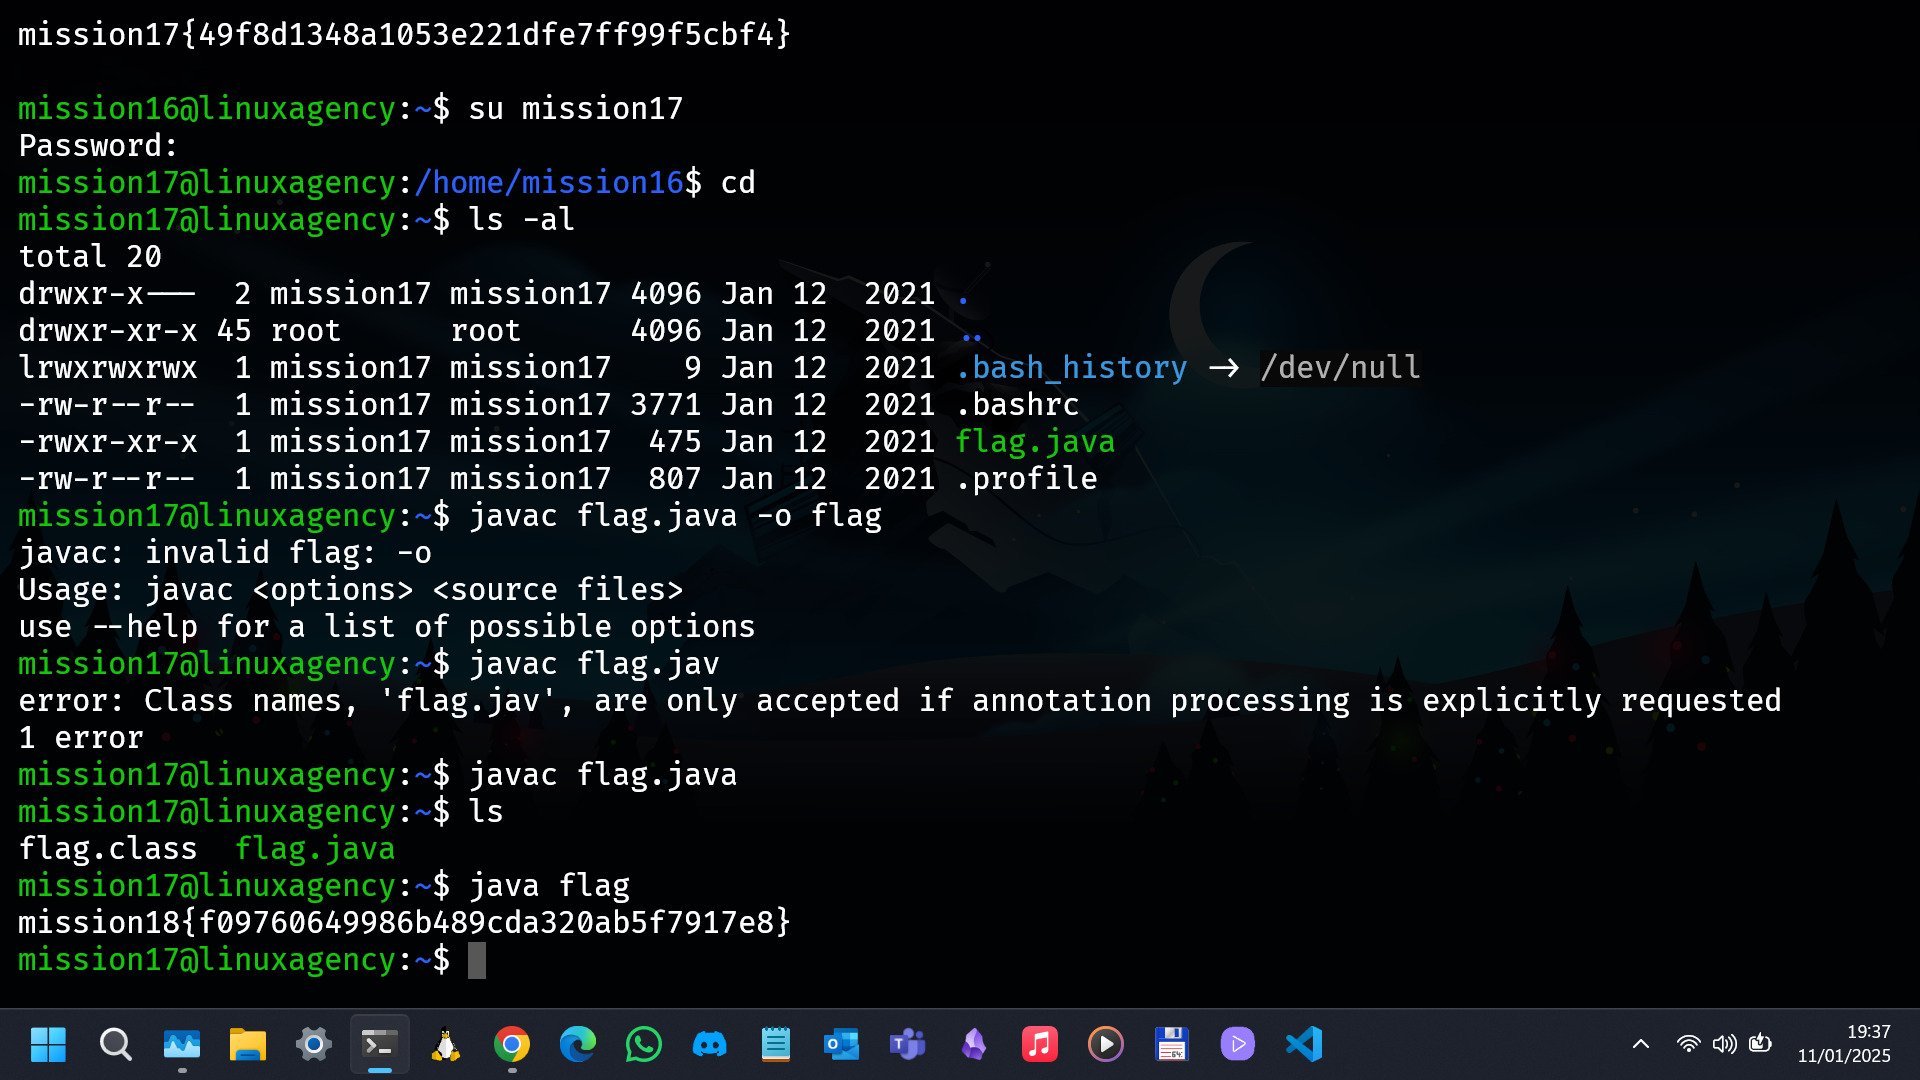 mission17{49f8d1348a1053e221dfe7ff99f5cbf4}
mission16@linuxagency:~$ su mission17
Password:
mission17@linuxagency:/home/mission16$ cd
mission17@linuxagency:~$ ls -al
total 20
drwxr-x---  2 mission17 mission17 4096 Jan 12  2021 .
drwxr-xr-x 45 root      root      4096 Jan 12  2021 ..
lrwxrwxrwx  1 mission17 mission17    9 Jan 12  2021 .bash_history -> /dev/null
-rw-r--r--  1 mission17 mission17 3771 Jan 12  2021 .bashrc
-rwxr-xr-x  1 mission17 mission17  475 Jan 12  2021 flag.java
-rw-r--r--  1 mission17 mission17  807 Jan 12  2021 .profile
mission17@linuxagency:~$ javac flag.java -o flag
javac: invalid flag: -o
Usage: javac <options> <source files>
use --help for a list of possible options
mission17@linuxagency:~$ javac flag.jav
error: Class names, 'flag.jav', are only accepted if annotation processing is explicitly requested
1 error
mission17@linuxagency:~$ javac flag.java
mission17@linuxagency:~$ ls
flag.class  flag.java
mission17@linuxagency:~$ java flag
mission18{f09760649986b489cda320ab5f7917e8}
mission17@linuxagency:~$
19:37
11/01/2025